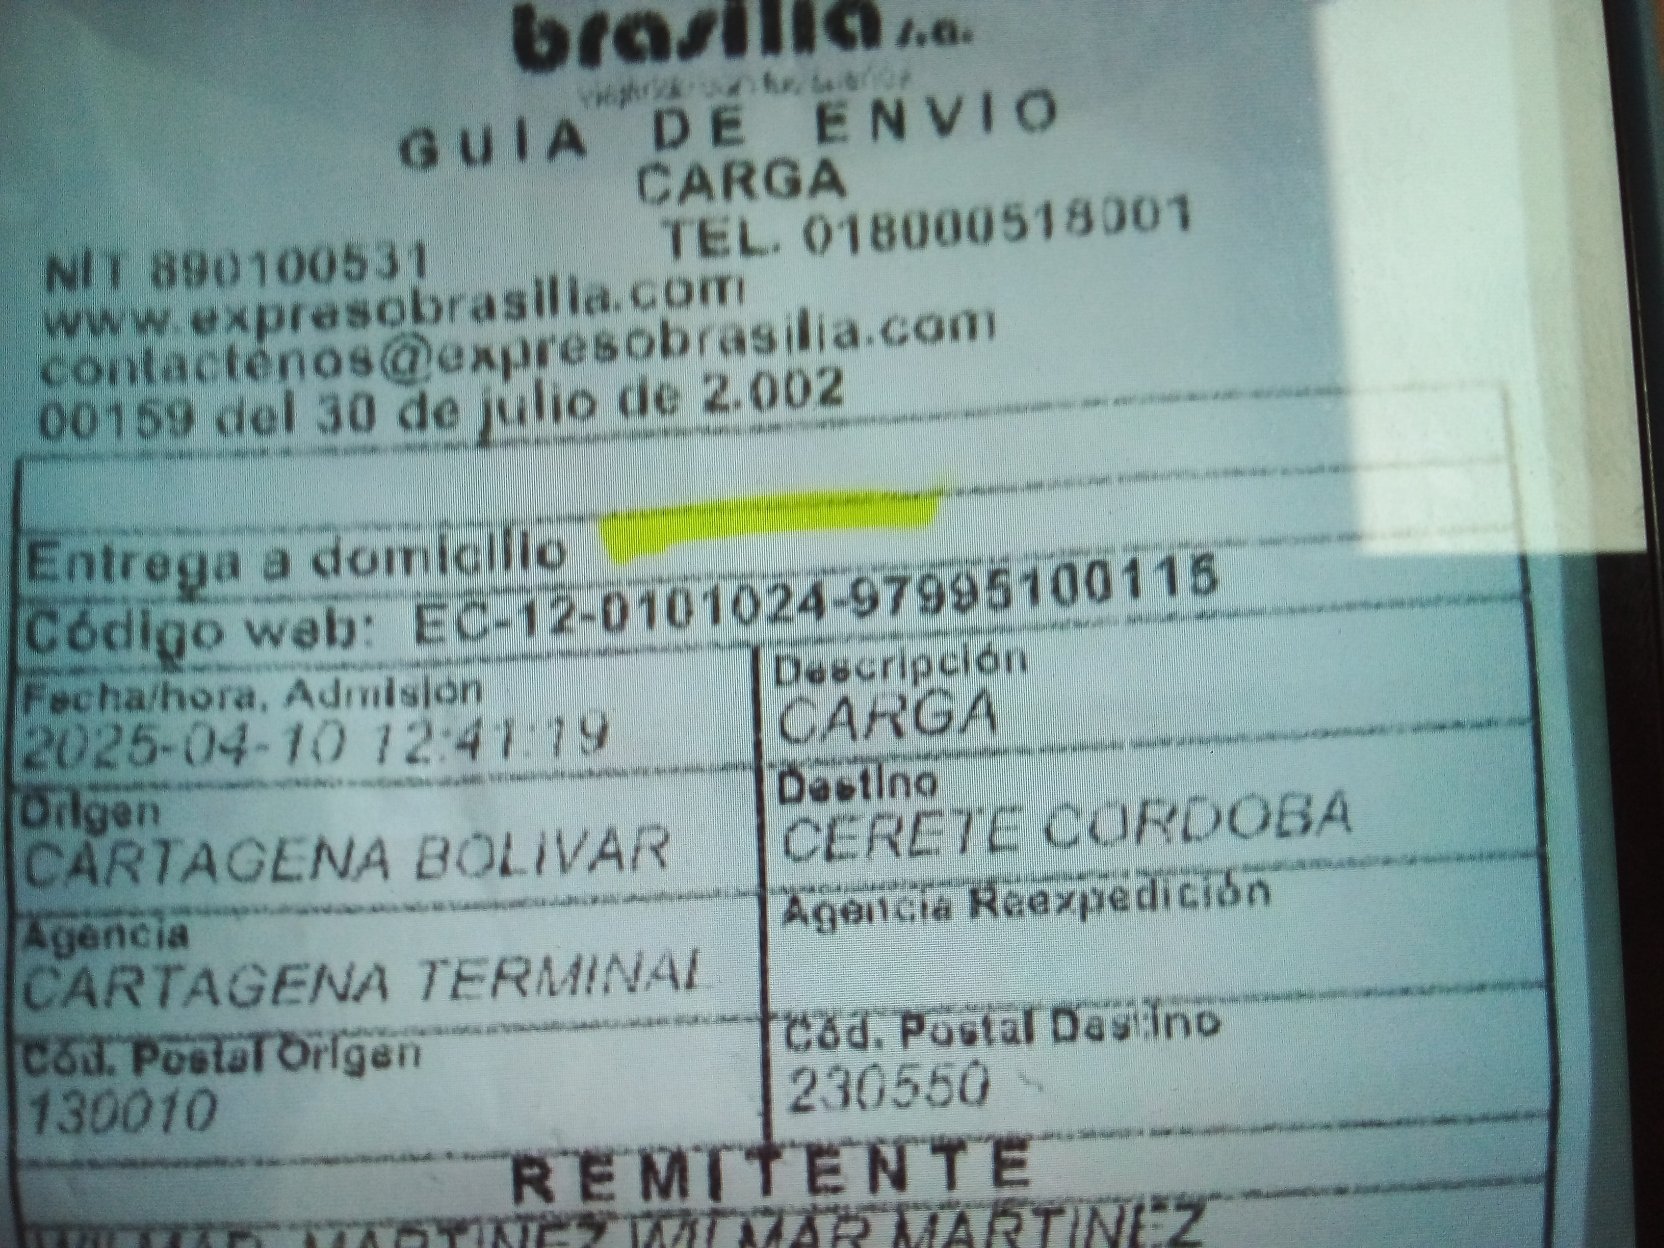 brasilia s.a.
GUIA DE ENVIO
CARGA
NIT 890100531 TEL. 018000518001
www.expresobrasilia.com
contactenos@expresobrasilia.com
00159 del 30 de julio de 2.002
Entrega a domicilio
Código web: EC-12-0101024-97995100115
Fecha/hora, Admisión
2025-04-10 12:41:19
Descripción
CARGA
Origen
CARTAGENA BOLIVAR
Destino
CERETE CORDOBA
Agencia
CARTAGENA TERMINAL
Agencia Reexpedición
Cód. Postal Origen
130010
Cód. Postal Destino
230550
REMITENTE
MARTINEZ WILMAR MARTINEZ